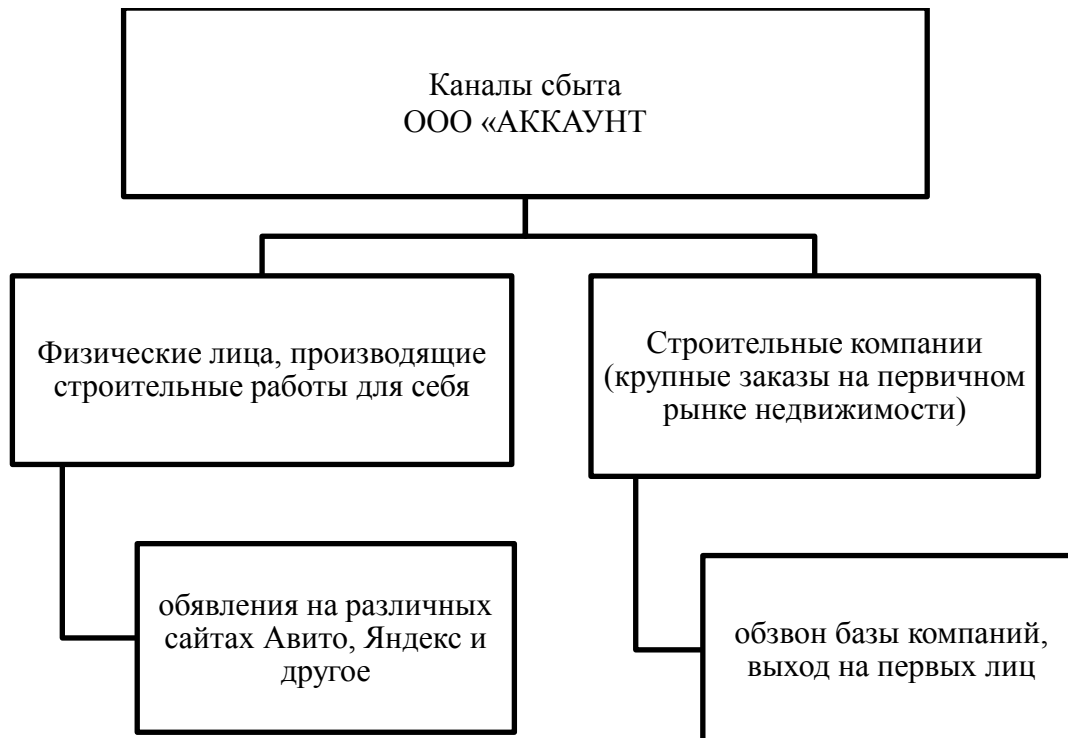 Каналы сбыта
ООО «АККАУНТ
Физические лица, производящие
строительные работы для себя
Строительные компании
(крупные заказы на первичном
рынке недвижимости)
обявления на различных
сайтах Авито, Яндекс и
другое
обзвон базы компаний,
выход на первых лиц